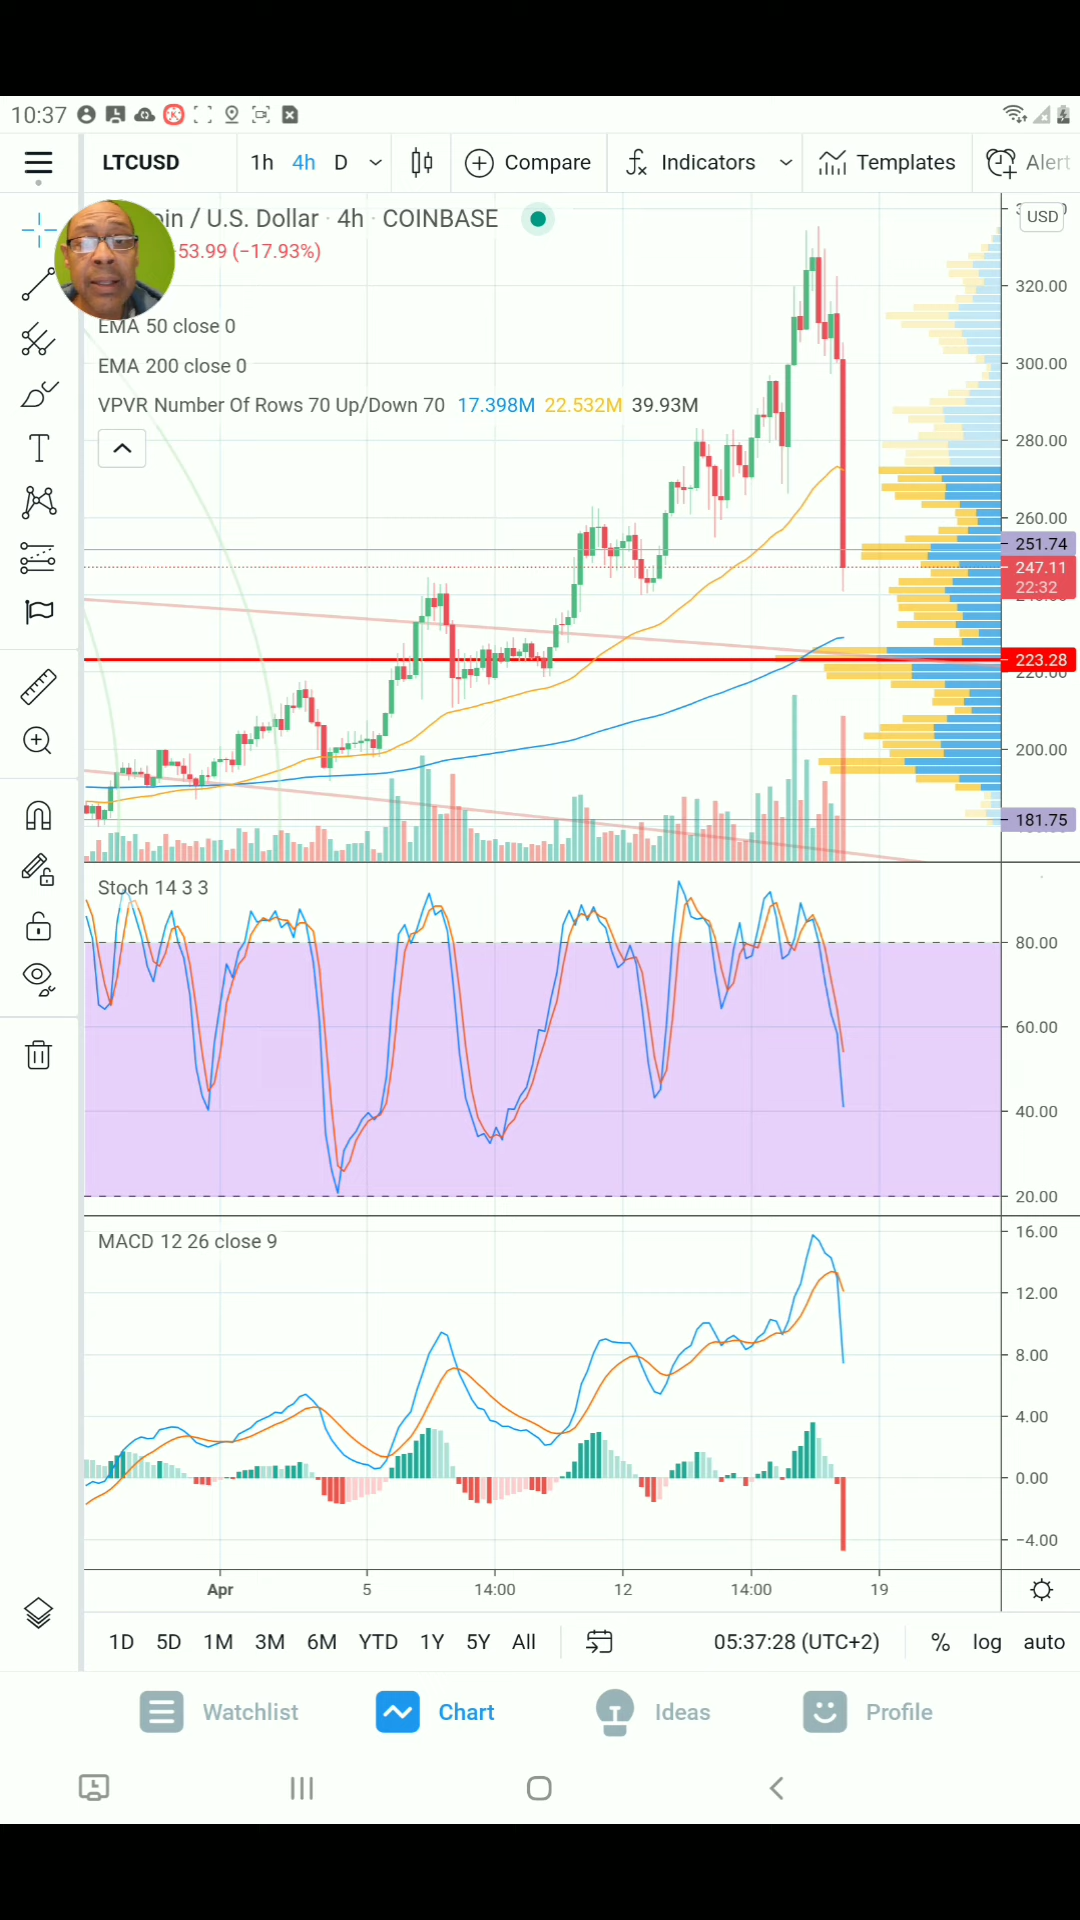 10:37
LTCUSD 1h 4h D Compare Indicators Templates Alert
oin / U.S. Dollar · 4h · COINBASE
USD
53.99 (−17.93%)
320.00
EMA 50 close 0
EMA 200 close 0
300.00
VPVR Number Of Rows 70 Up/Down 70 17.398M 22.532M 39.93M
280.00
260.00
251.74
247.11
22:32
223.28
220.00
200.00
181.75
Stoch 14 3 3
80.00
60.00
40.00
20.00
MACD 12 26 close 9
16.00
12.00
8.00
4.00
0.00
−4.00
Apr 5 14:00 12 14:00 19
1D 5D 1M 3M 6M YTD 1Y 5Y All 05:37:28 (UTC+2) % log auto
Watchlist Chart Ideas Profile